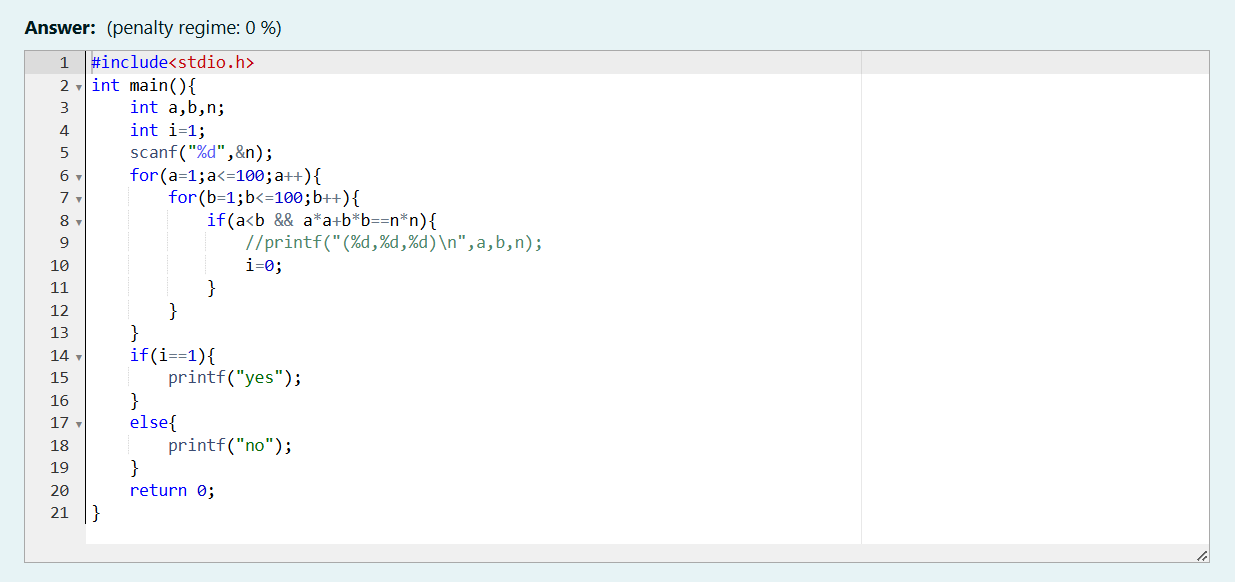 Answer: (penalty regime: 0 %)
1 #include<stdio.h>
2 int main(){
3     int a,b,n;
4     int i=1;
5     scanf("%d",&n);
6     for(a=1;a<=100;a++){
7         for(b=1;b<=100;b++){
8             if(a<b && a*a+b*b==n*n){
9                 //printf("(%d,%d,%d)\n",a,b,n);
10                 i=0;
11             }
12         }
13     }
14     if(i==1){
15         printf("yes");
16     }
17     else{
18         printf("no");
19     }
20     return 0;
21 }